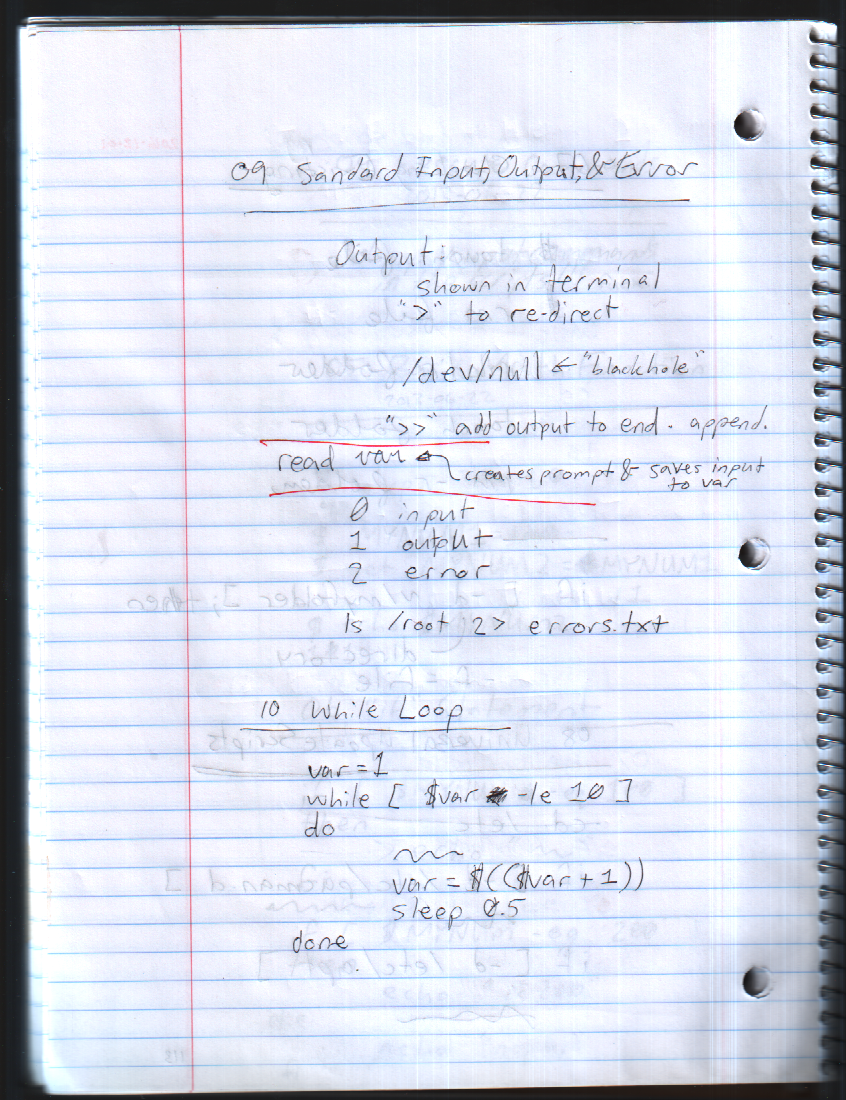 09 Sandard Input, Output, & Error
Output:
shown in terminal
">" to re-direct
/dev/null ← "blackhole"
">>" add output to end. append.
read var ← creates prompt & saves input
to var
0 input
1 output
2 error
ls /root 2> errors.txt
10 While Loop
var = 1
while [ $var -le 10 ]
do
var = $(($var + 1))
sleep 0.5
done